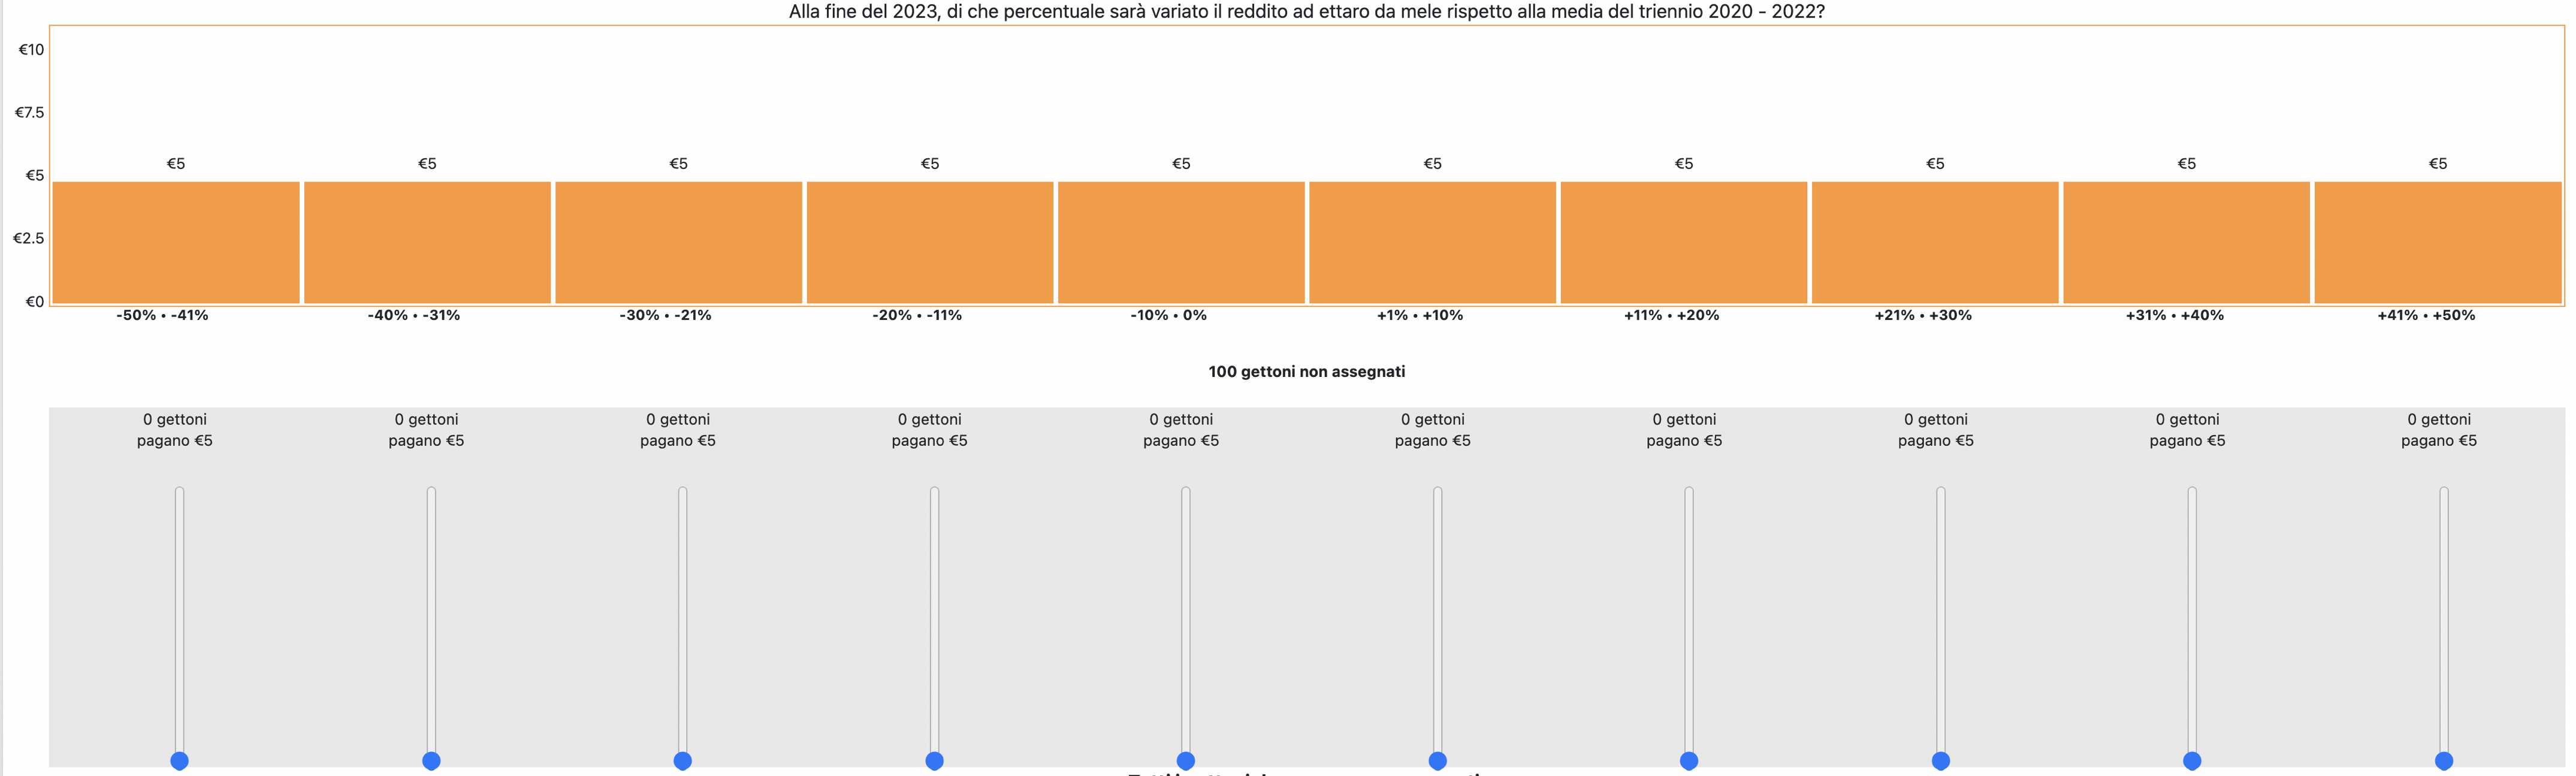 Alla fine del 2023, di che percentuale sarà variato il reddito ad ettaro da mele rispetto alla media del triennio 2020 - 2022?
€10
€7.5
€5
€2.5
€0
€5 €5 €5 €5 €5 €5 €5 €5 €5 €5
-50% • -41% -40% • -31% -30% • -21% -20% • -11% -10% • 0% +1% • +10% +11% • +20% +21% • +30% +31% • +40% +41% • +50%
100 gettoni non assegnati
0 gettoni 0 gettoni 0 gettoni 0 gettoni 0 gettoni 0 gettoni 0 gettoni 0 gettoni 0 gettoni 0 gettoni
pagano €5 pagano €5 pagano €5 pagano €5 pagano €5 pagano €5 pagano €5 pagano €5 pagano €5 pagano €5